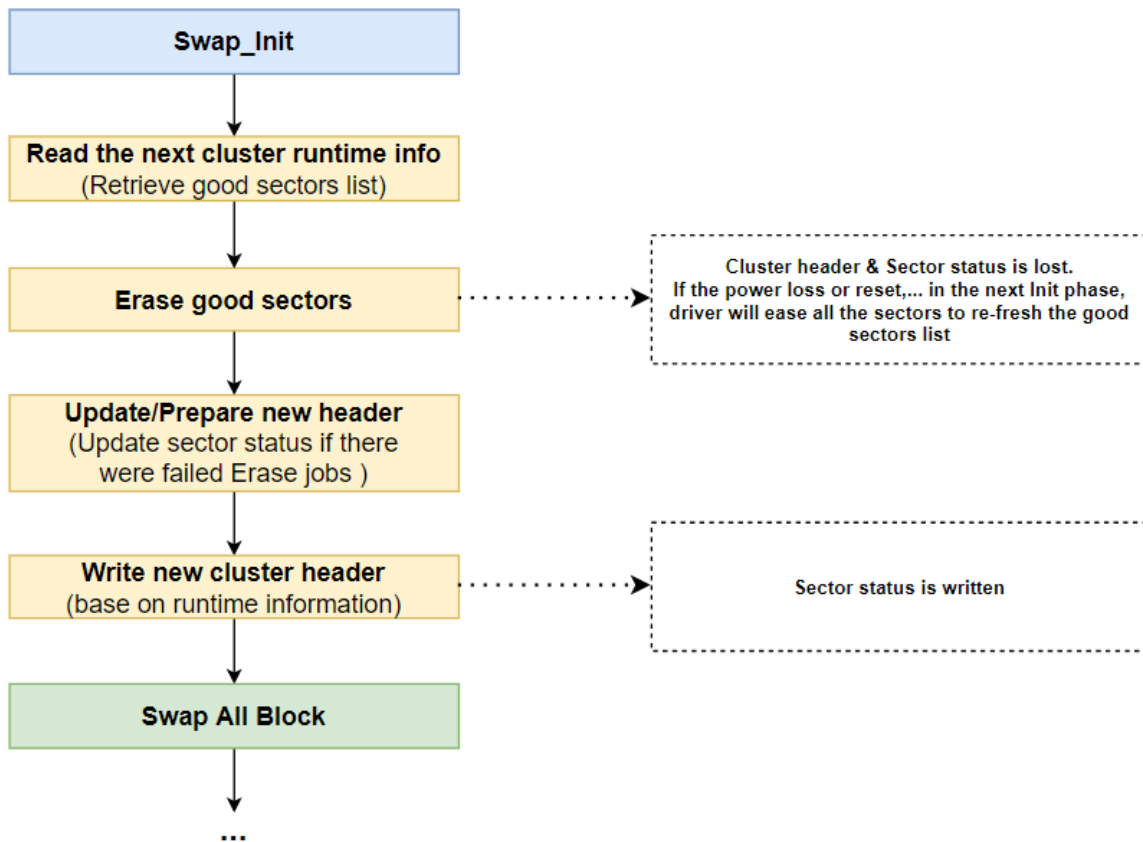 Swap_Init
Read the next cluster runtime info
(Retrieve good sectors list)
Erase good sectors
Cluster header & Sector status is lost.
If the power loss or reset,... in the next Init phase,
driver will ease all the sectors to re-fresh the good
sectors list
Update/Prepare new header
(Update sector status if there
were failed Erase jobs )
Write new cluster header
(base on runtime information)
Sector status is written
Swap All Block
...